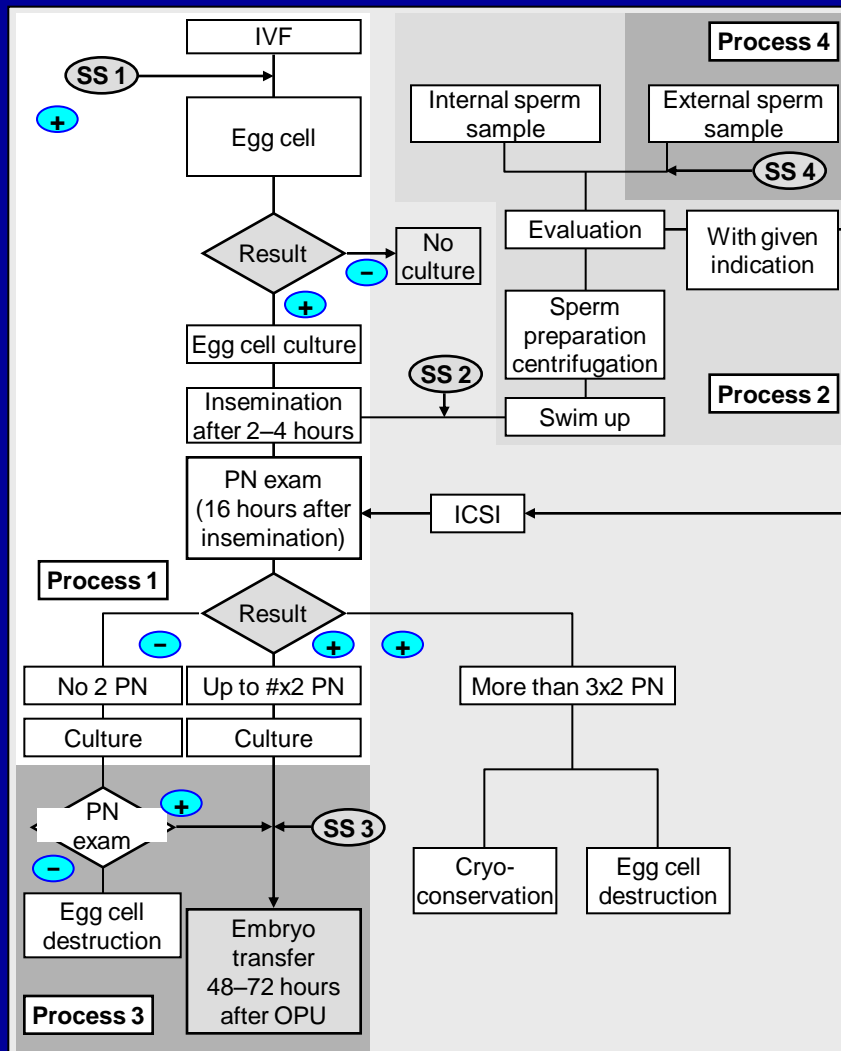 IVF
Process 4
SS 1
Internal sperm
sample
External sperm
sample
+
Egg cell
SS 4
Evaluation
With given
indication
Result
No
culture
−
+
Sperm
preparation
centrifugation
Egg cell culture
SS 2
Process 2
Insemination
after 2–4 hours
Swim up
PN exam
(16 hours after
insemination)
ICSI
Process 1
Result
−
+
+
No 2 PN
Up to #x2 PN
More than 3x2 PN
Culture
Culture
+
PN
exam
SS 3
−
Cryo-
conservation
Egg cell
destruction
Egg cell
destruction
Embryo
transfer
48–72 hours
after OPU
Process 3